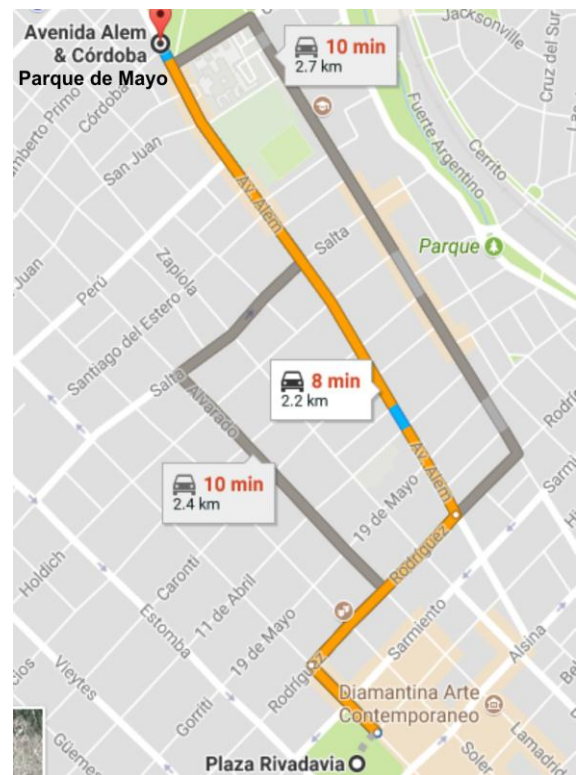 Jacksonville
Cruz del Sur
Avenida Alem
& Córdoba
Parque de Mayo
10 min
2.7 km
Córdoba
San Juan
Fuerte Argentino
Cerrito
Av. Alem
Salta
Parque
Zapiola
Perú
Juan
Santiago del Estero
Salta
Alvarado
8 min
2.2 km
10 min
2.4 km
Av. Alem
19 de Mayo
Rodríguez
Holdich
Caronti
11 de Abril
Estomba
19 de Mayo
Sarmiento
Alsina
Rodríguez
Vieytes
Gorriti
Diamantina Arte
Contemporaneo
Lamadrid
Soler
Plaza Rivadavia